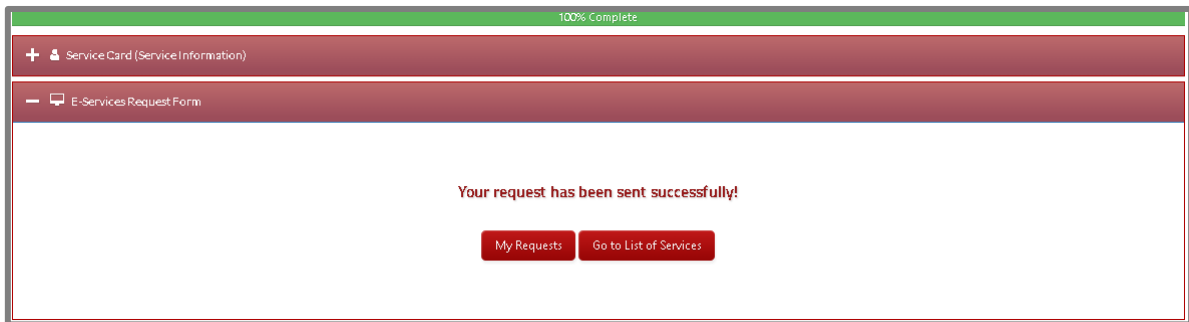 100% Complete
Service Card (Service Information)
E-Services Request Form
Your request has been sent successfully!
My Requests Go to List of Services